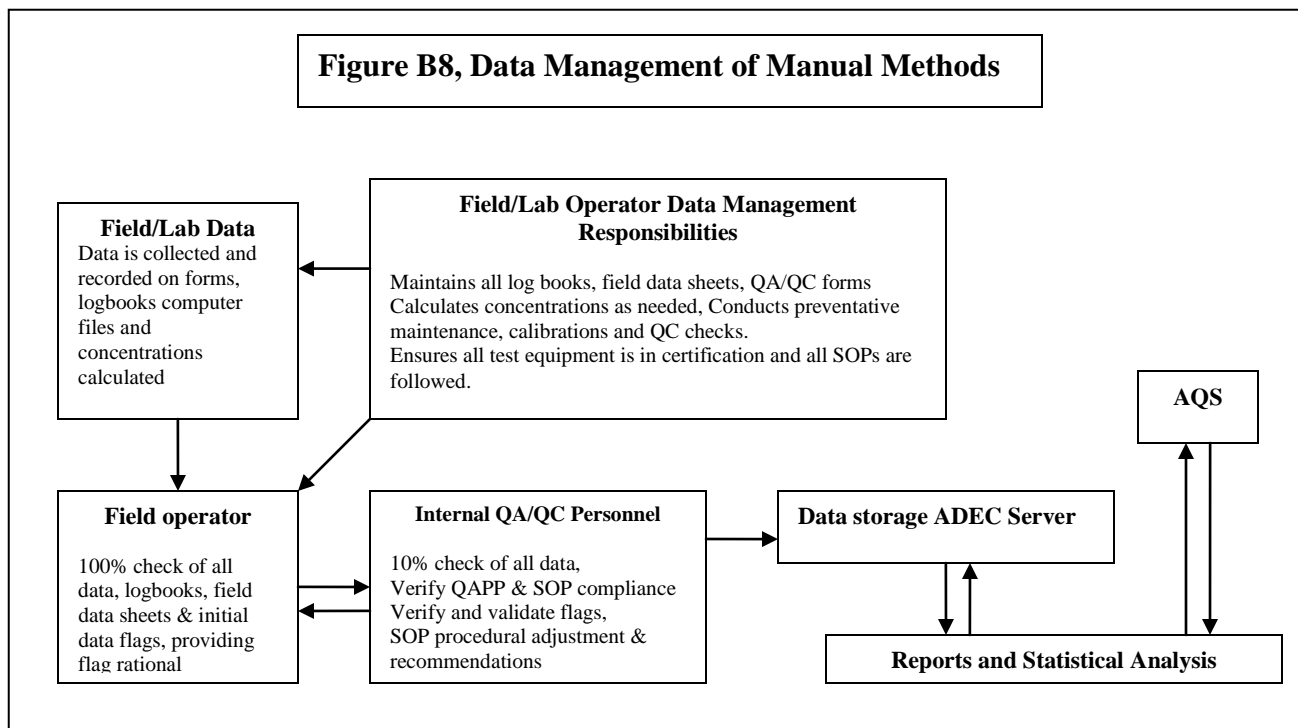 Figure B8, Data Management of Manual Methods
Field/Lab Data
Data is collected and
recorded on forms,
logbooks computer
files and
concentrations
calculated
Field/Lab Operator Data Management
Responsibilities
Maintains all log books, field data sheets, QA/QC forms
Calculates concentrations as needed, Conducts preventative
maintenance, calibrations and QC checks.
Ensures all test equipment is in certification and all SOPs are
followed.
AQS
Field operator
100% check of all
data, logbooks, field
data sheets & initial
data flags, providing
flag rational
Internal QA/QC Personnel
10% check of all data,
Verify QAPP & SOP compliance
Verify and validate flags,
SOP procedural adjustment &
recommendations
Data storage ADEC Server
Reports and Statistical Analysis